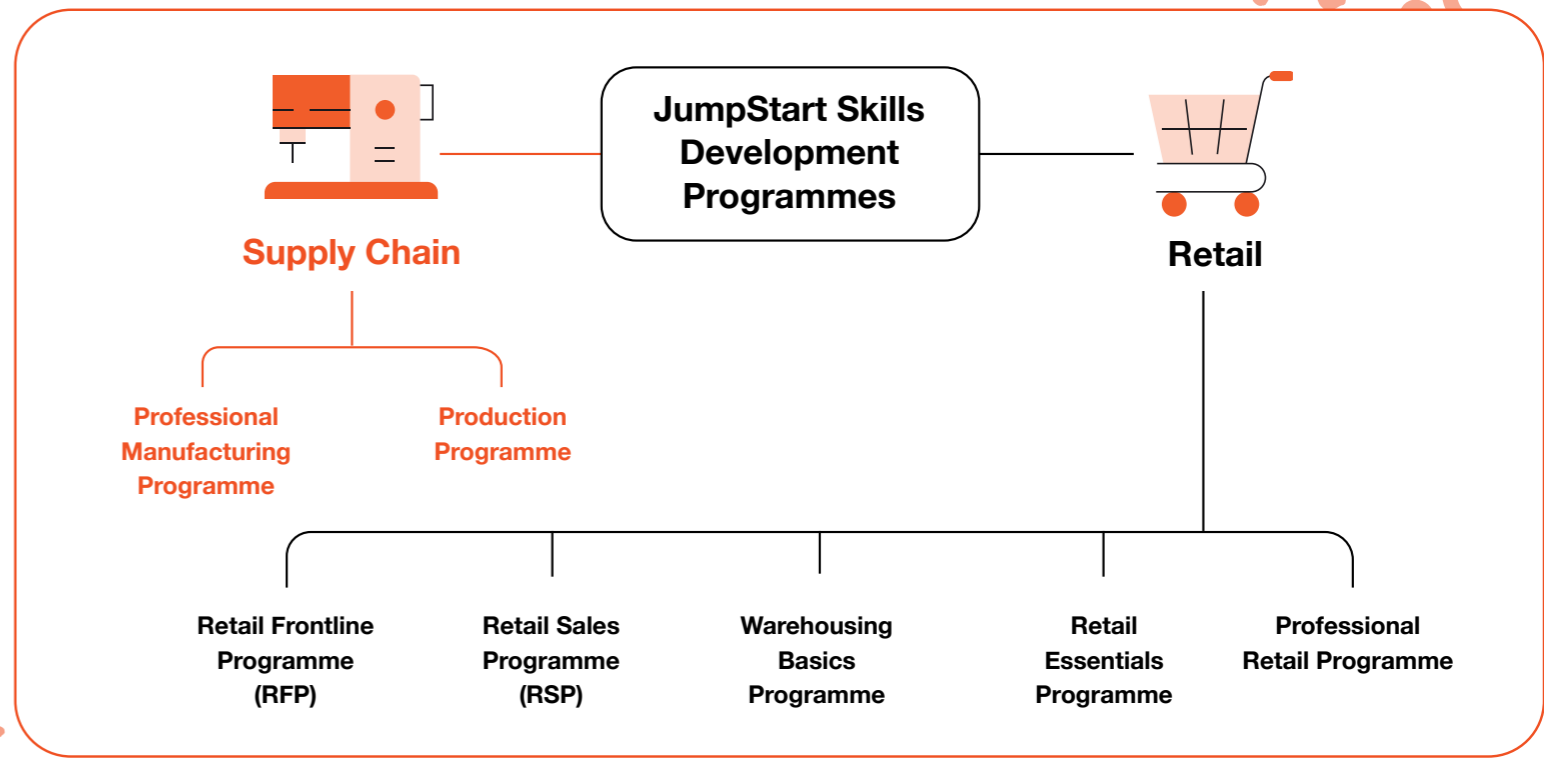 JumpStart Skills
Development
Programmes
Supply Chain
Retail
Professional
Manufacturing
Programme
Production
Programme
Retail Frontline
Programme
(RFP)
Retail Sales
Programme
(RSP)
Warehousing
Basics
Programme
Retail
Essentials
Programme
Professional
Retail Programme